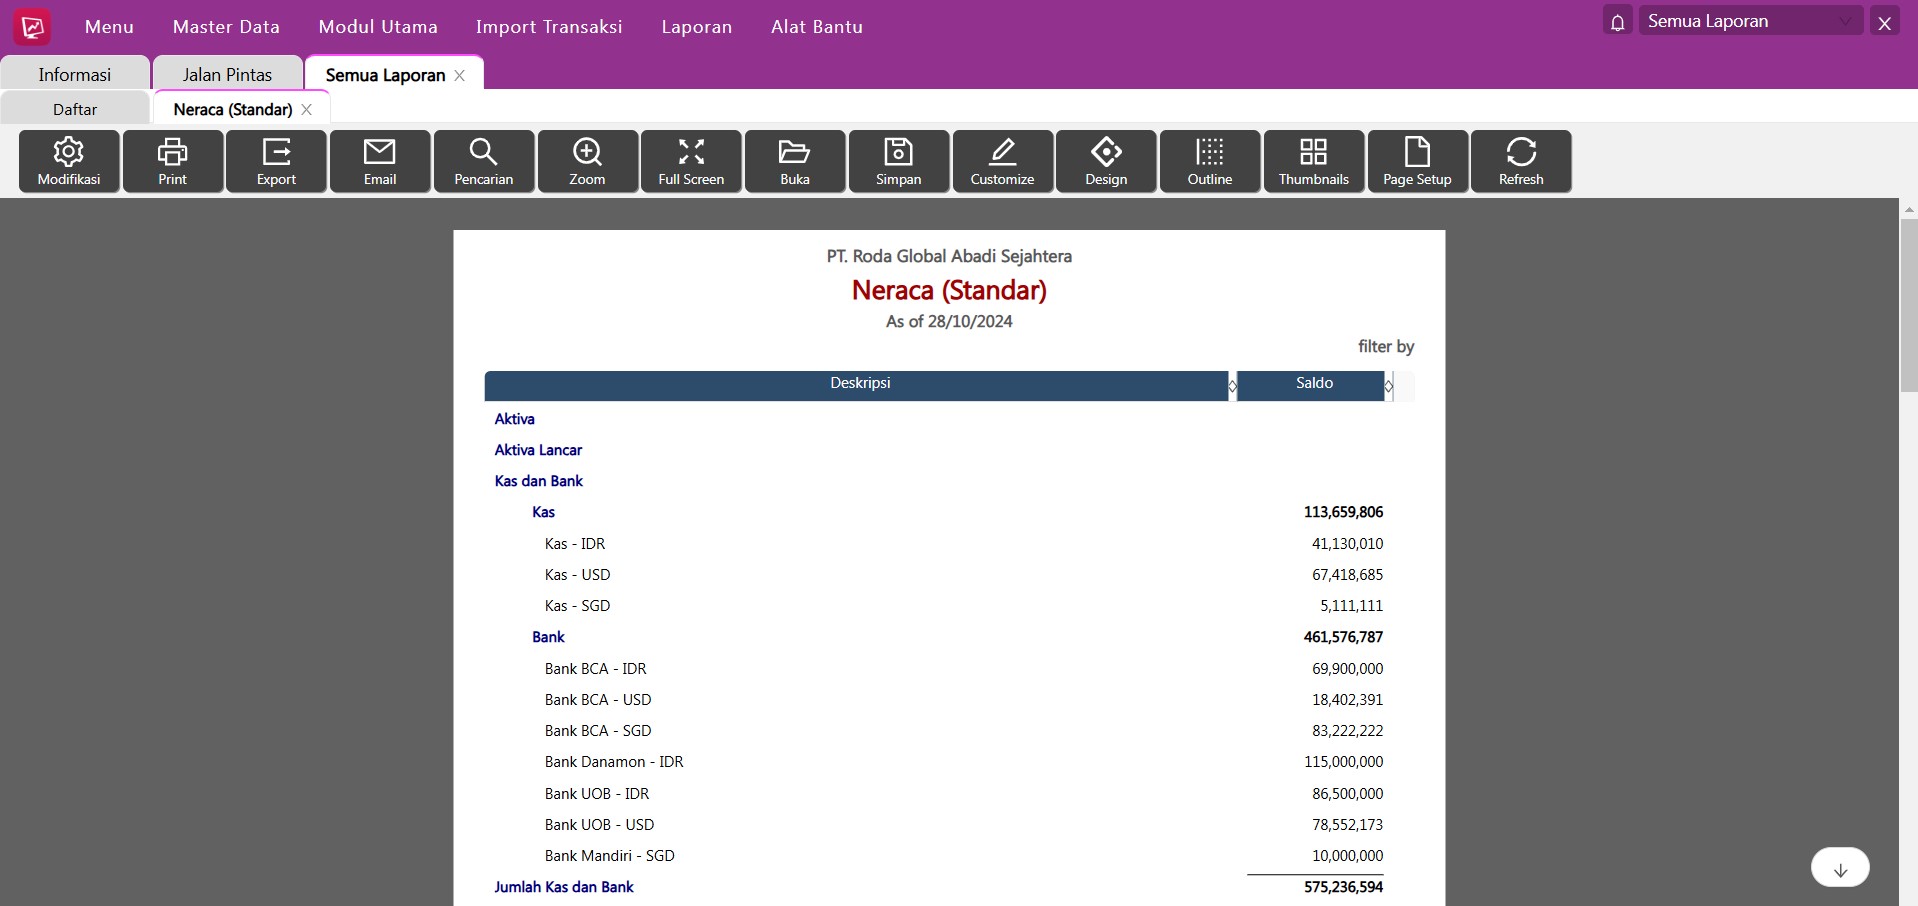 Menu Master Data Modul Utama Import Transaksi Laporan Alat Bantu Semua Laporan X
Informasi Jalan Pintas Semua Laporan X
Daftar Neraca (Standar) X
Modifikasi Print Export Email Pencarian Zoom Full Screen Buka Simpan Customize Design Outline Thumbnails Page Setup Refresh
PT. Roda Global Abadi Sejahtera
Neraca (Standar)
As of 28/10/2024
filter by
Deskripsi Saldo
Aktiva
Aktiva Lancar
Kas dan Bank
Kas 113,659,806
Kas - IDR 41,130,010
Kas - USD 67,418,685
Kas - SGD 5,111,111
Bank 461,576,787
Bank BCA - IDR 69,900,000
Bank BCA - USD 18,402,391
Bank BCA - SGD 83,222,222
Bank Danamon - IDR 115,000,000
Bank UOB - IDR 86,500,000
Bank UOB - USD 78,552,173
Bank Mandiri - SGD 10,000,000
Jumlah Kas dan Bank 575,236,594